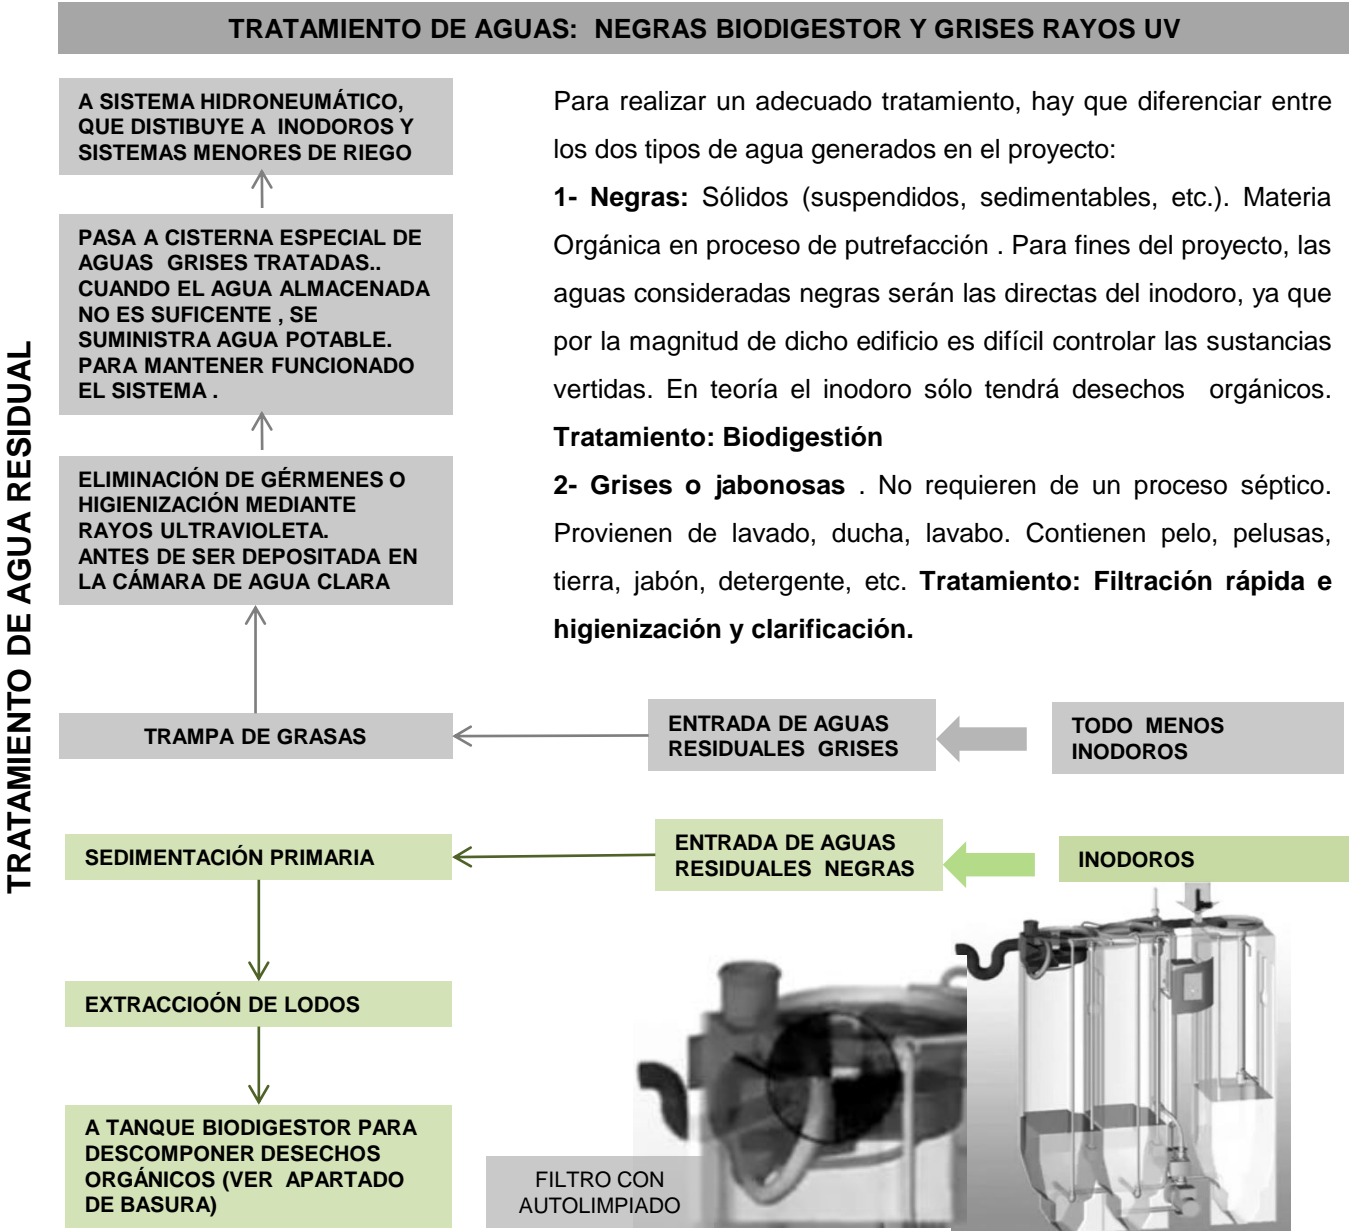 TRATAMIENTO DE AGUAS:  NEGRAS BIODIGESTOR Y GRISES RAYOS UV
TRATAMIENTO DE AGUA RESIDUAL
A SISTEMA HIDRONEUMÁTICO,
QUE DISTIBUYE A  INODOROS Y
SISTEMAS MENORES DE RIEGO
PASA A CISTERNA ESPECIAL DE
AGUAS  GRISES TRATADAS..
CUANDO EL AGUA ALMACENADA
NO ES SUFICENTE , SE
SUMINISTRA AGUA POTABLE.
PARA MANTENER FUNCIONADO
EL SISTEMA .
ELIMINACIÓN DE GÉRMENES O
HIGIENIZACIÓN MEDIANTE
RAYOS ULTRAVIOLETA.
ANTES DE SER DEPOSITADA EN
LA CÁMARA DE AGUA CLARA
Para realizar un adecuado tratamiento, hay que diferenciar entre
los dos tipos de agua generados en el proyecto:
1- Negras: Sólidos (suspendidos, sedimentables, etc.). Materia
Orgánica en proceso de putrefacción . Para fines del proyecto, las
aguas consideradas negras serán las directas del inodoro, ya que
por la magnitud de dicho edificio es difícil controlar las sustancias
vertidas. En teoría el inodoro sólo tendrá desechos  orgánicos.
Tratamiento: Biodigestión
2- Grises o jabonosas . No requieren de un proceso séptico.
Provienen de lavado, ducha, lavabo. Contienen pelo, pelusas,
tierra, jabón, detergente, etc. Tratamiento: Filtración rápida e
higienización y clarificación.
TRAMPA DE GRASAS
ENTRADA DE AGUAS
RESIDUALES  GRISES
TODO  MENOS
INODOROS
SEDIMENTACIÓN PRIMARIA
ENTRADA DE AGUAS
RESIDUALES  NEGRAS
INODOROS
EXTRACCIOÓN DE LODOS
A TANQUE BIODIGESTOR PARA
DESCOMPONER DESECHOS
ORGÁNICOS (VER  APARTADO
DE BASURA)
FILTRO CON
AUTOLIMPIADO